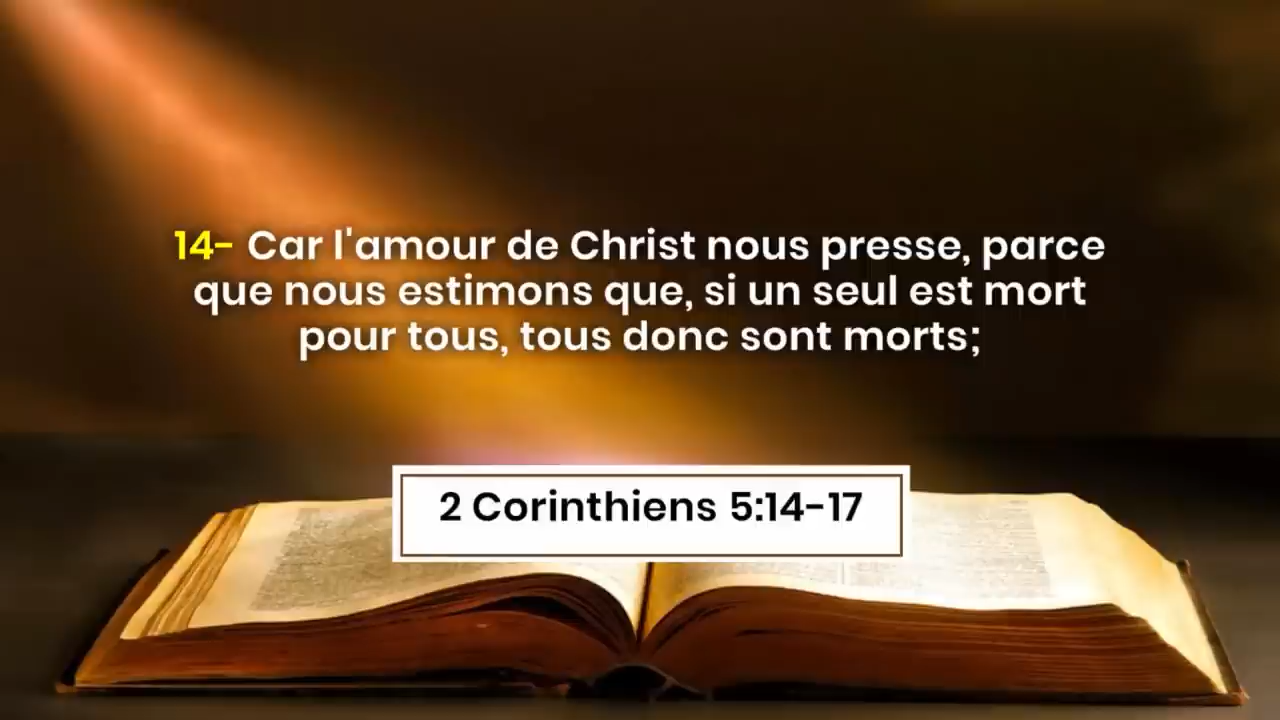 14- Car l'amour de Christ nous presse, parce
que nous estimons que, si un seul est mort
pour tous, tous donc sont morts;
2 Corinthiens 5:14-17